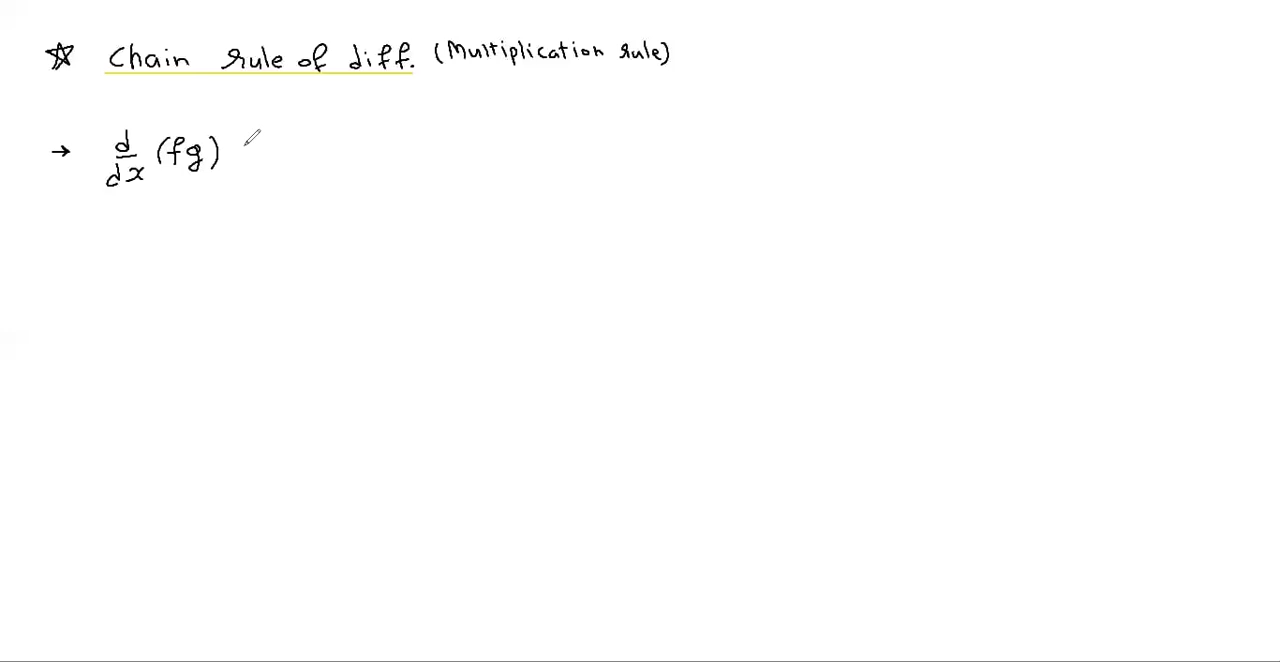 ☆ Chain rule of diff. (Multiplication rule)
→ d/dx (fg)